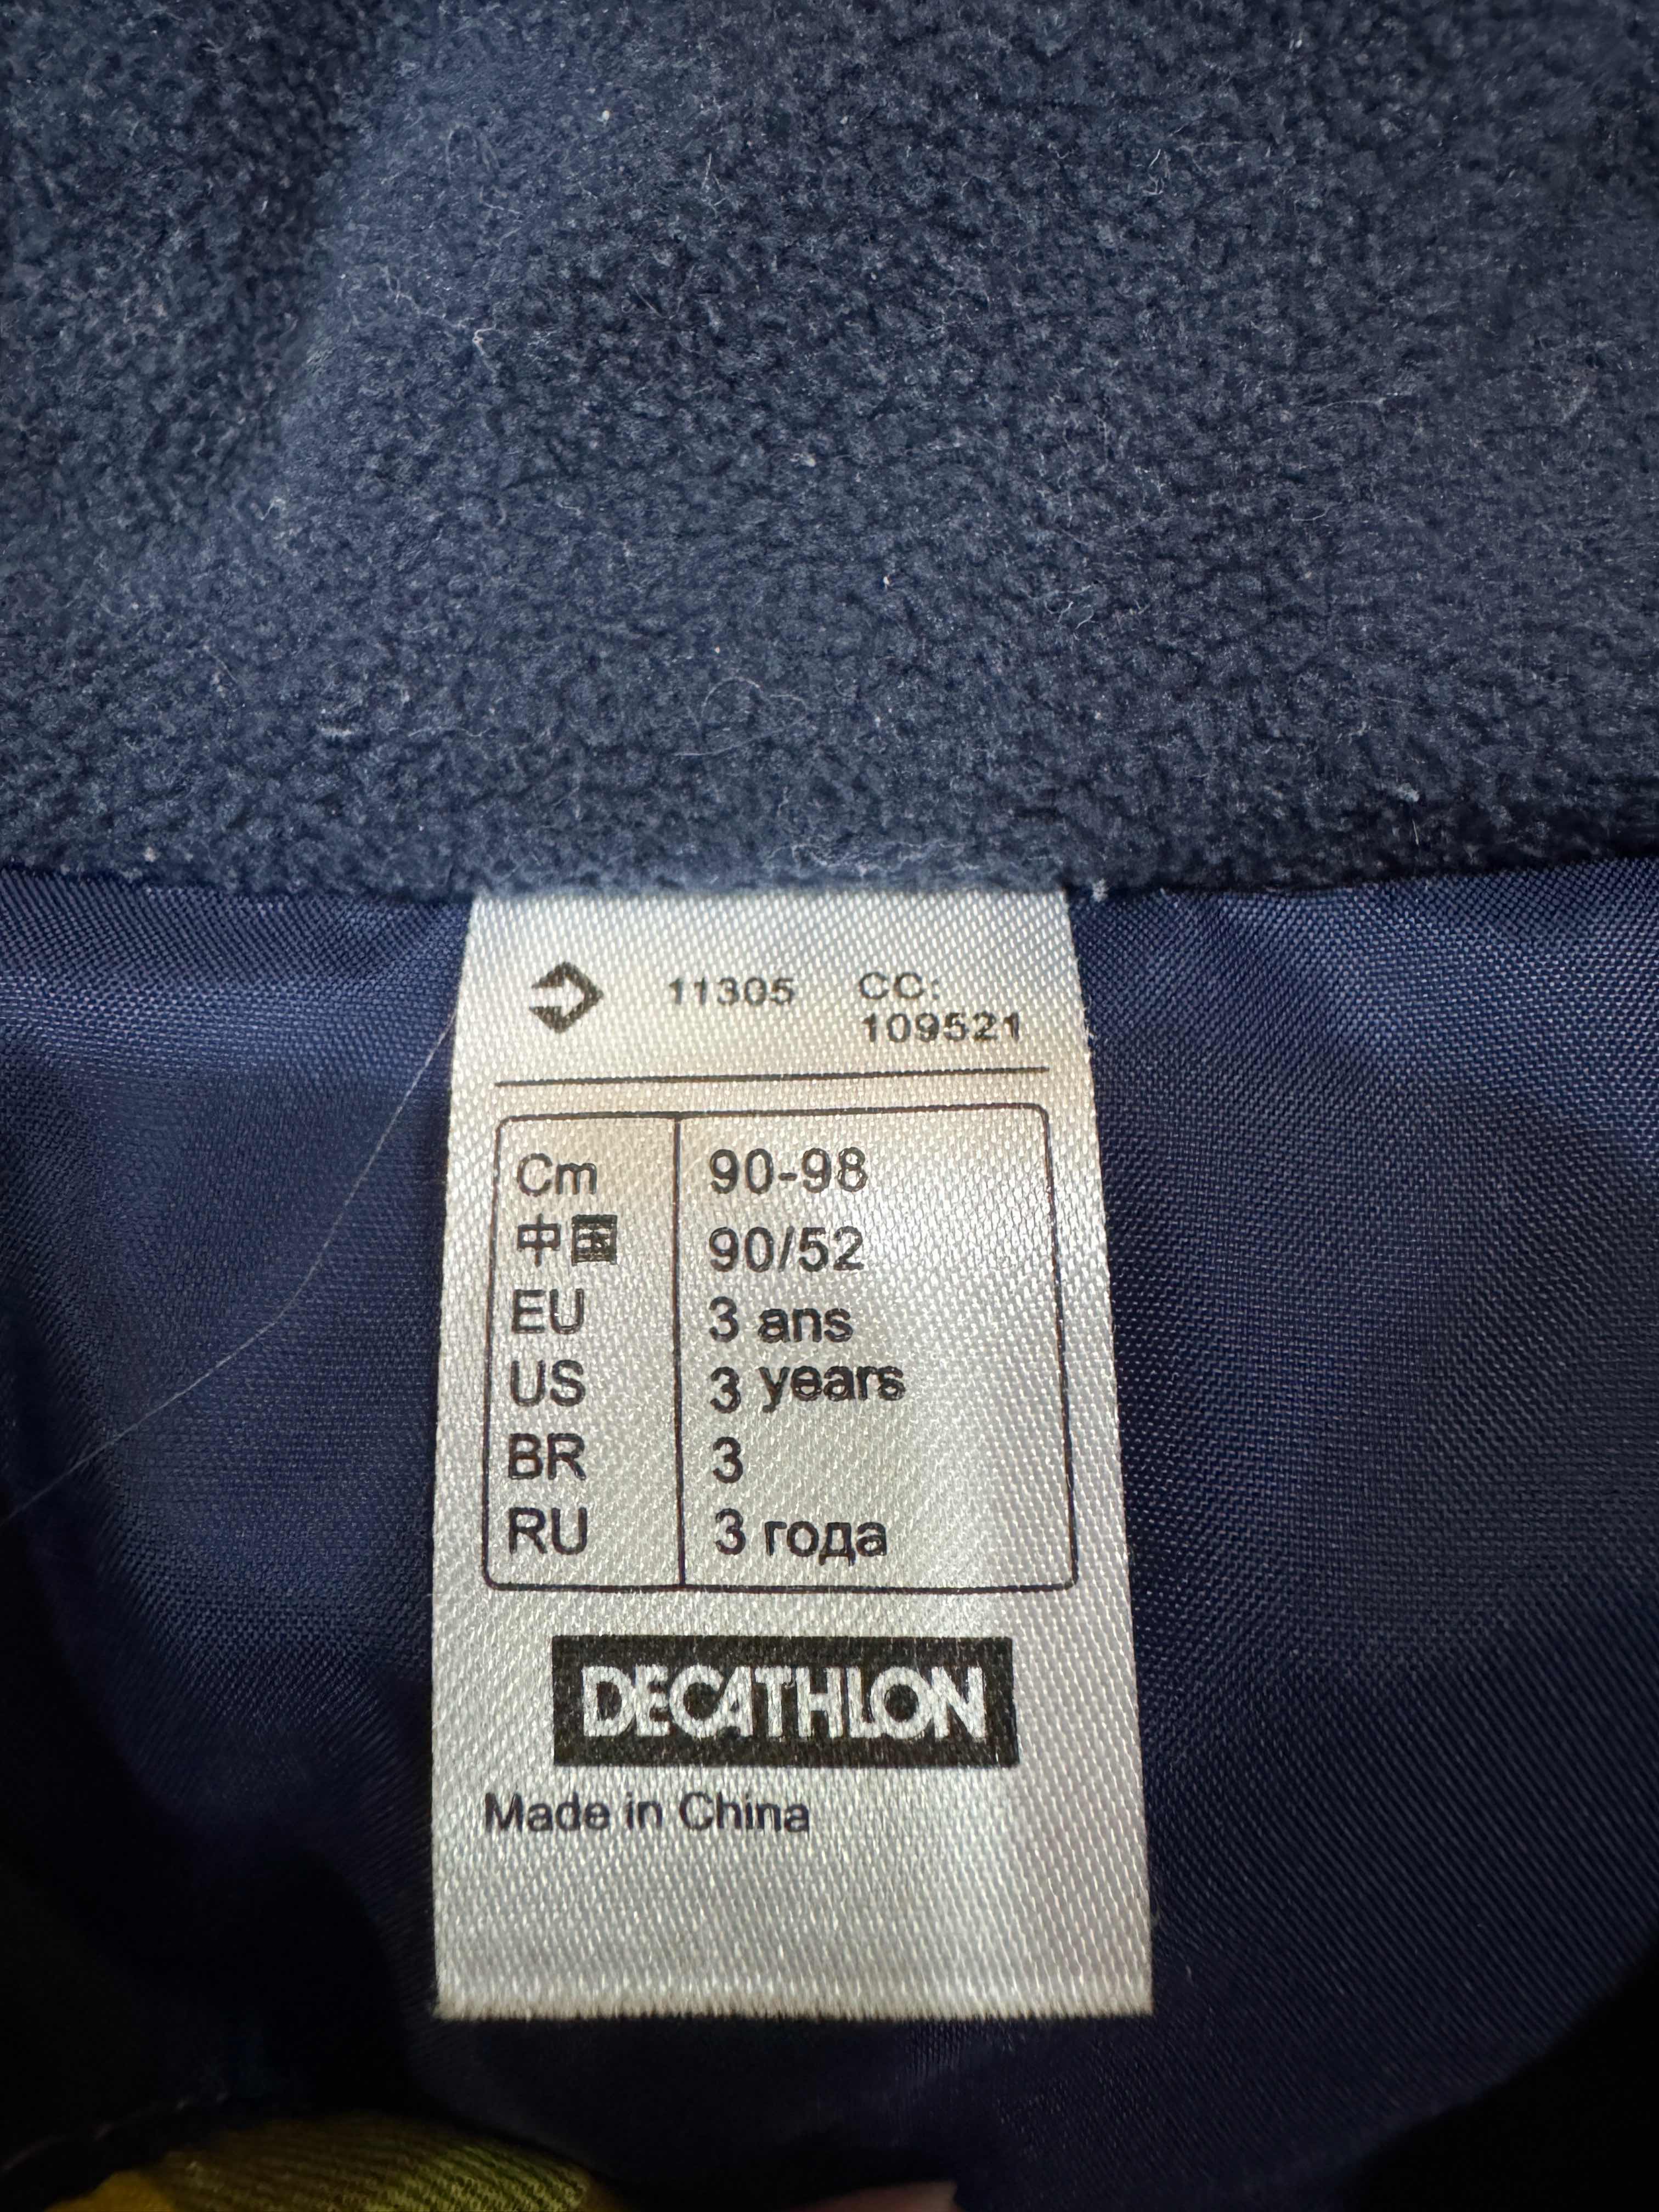 11305 CC:
109521
Cm 90-98
中国 90/52
EU 3 ans
US 3 years
BR 3
RU 3 года
DECATHLON
Made in China